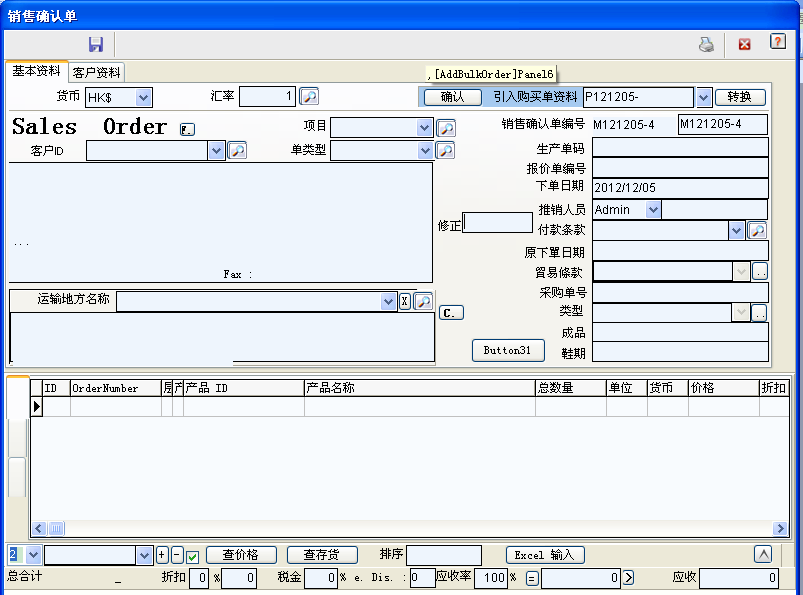 销售确认单
,[AddBulkOrder]Panel6
基本资料 客户资料
货币 HK$ 汇率 1 确认 引入购买单资料 P121205- 转换
Sales Order F. 项目 销售确认单编号 M121205-4 M121205-4
客户ID 单类型 生产单码
报价单编号
下单日期 2012/12/05
推销人员 Admin
修正 付款条款
... 原下單日期
Fax : 貿易條款 ..
运输地方名称 X 采购单号
C. 类型 ..
成品
Button31 鞋期
ID OrderNumber 层 产 产品 ID 产品名称 总数量 单位 货币 价格 折扣
2 + - 查价格 查存货 排序 Excel 输入
总合计 _ 折扣 0 % 0 税金 0 % e. Dis. : 0 应收率 100 % = 0 应收 0